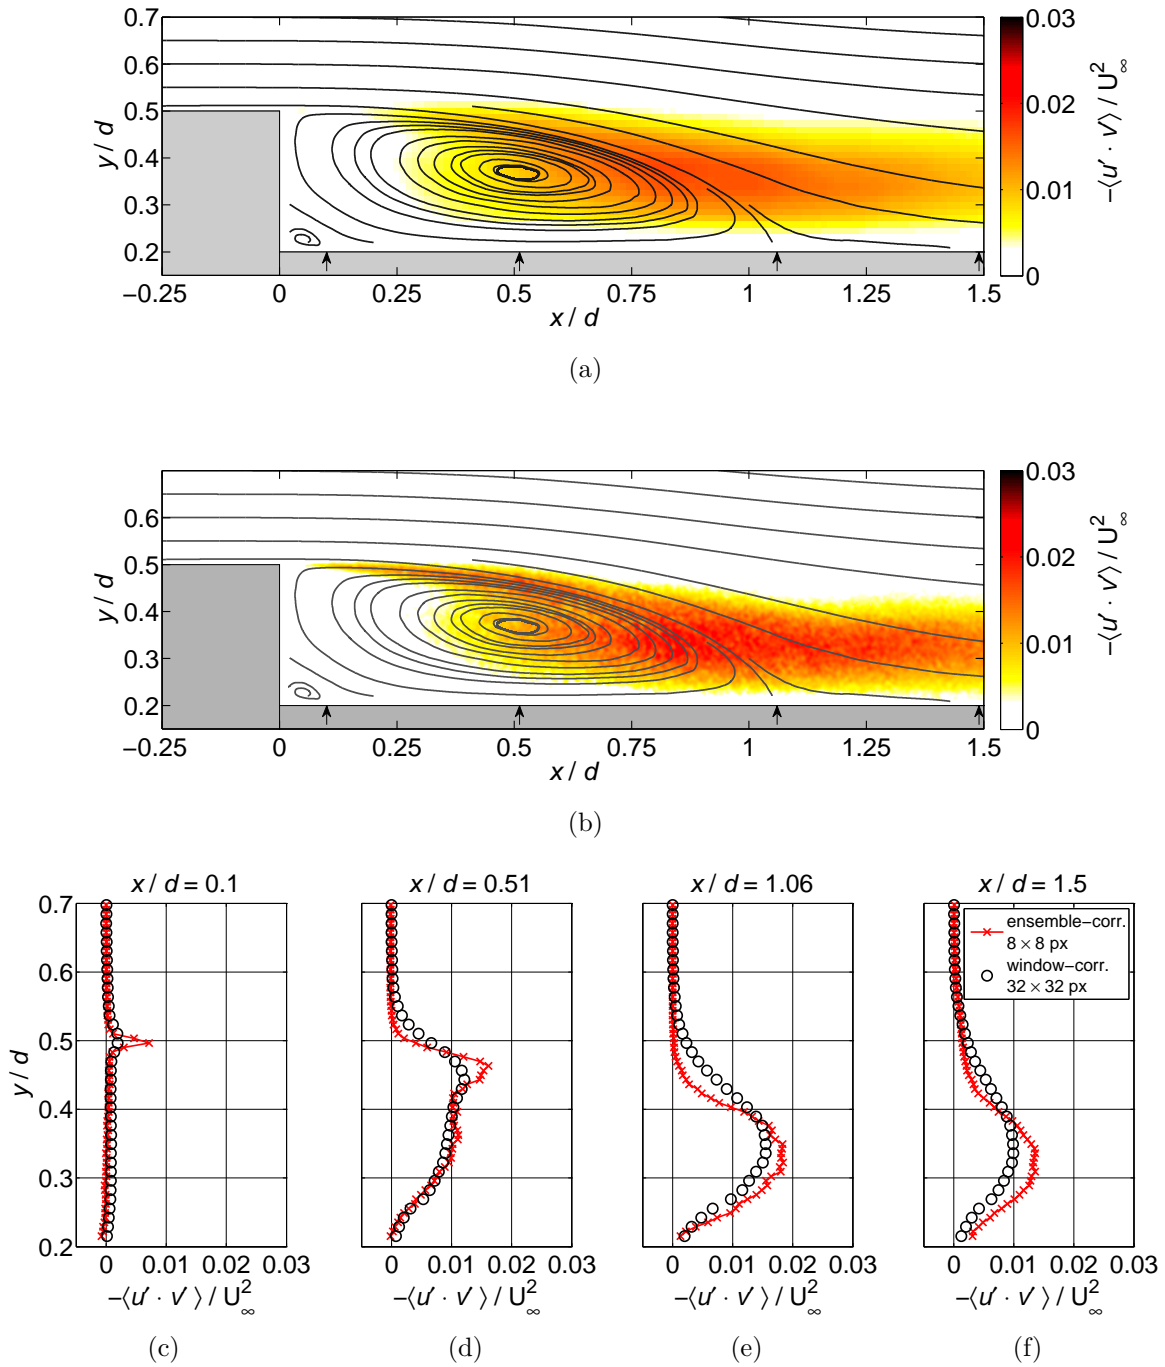 0.7
0.6
0.5
0.4
0.3
0.2
y / d
−0.25 0 0.25 0.5 0.75 1 1.25 1.5
x / d
0.03
0.02
0.01
0
−⟨u' · v'⟩ / U²∞
(a)
0.6
0.5
0.4
0.3
0.2
y / d
−0.25 0 0.25 0.5 0.75 1 1.25 1.5
x / d
0.03
0.02
0.01
0
−⟨u' · v'⟩ / U²∞
(b)
x / d = 0.1
0.7
0.6
0.5
0.4
0.3
0.2
y / d
0 0.01 0.02 0.03
−⟨u' · v'⟩ / U²∞
(c)
x / d = 0.51
0 0.01 0.02 0.03
−⟨u' · v'⟩ / U²∞
(d)
x / d = 1.06
0 0.01 0.02 0.03
−⟨u' · v'⟩ / U²∞
(e)
x / d = 1.5
ensemble−corr.
8 × 8 px
window−corr.
32 × 32 px
0 0.01 0.02 0.03
−⟨u' · v'⟩ / U²∞
(f)